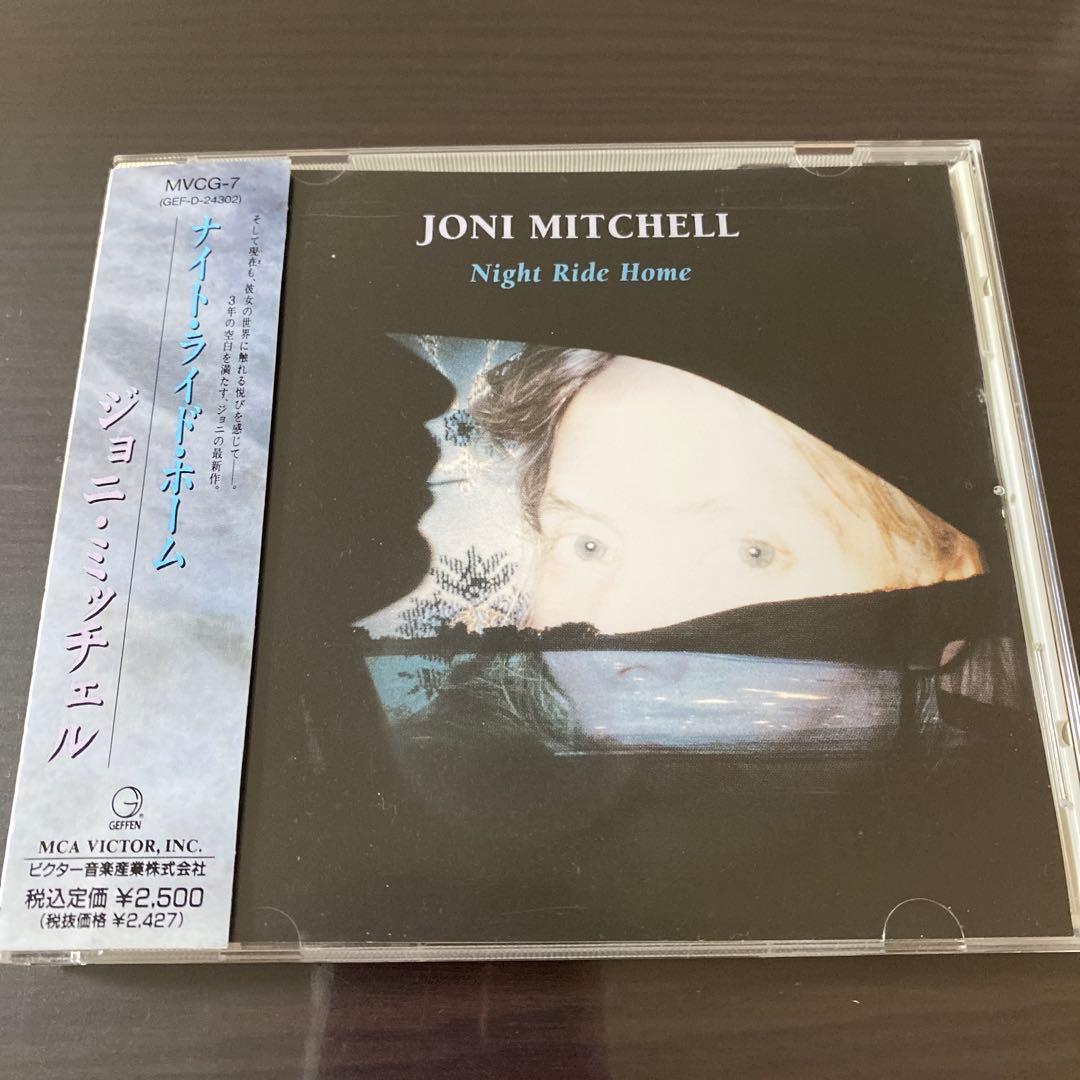 MVCG-7
(GEF-D-24302)
そして現在も、彼女の世界に触れる悦びを感じて——。
3年の空白を満たす、ジョニの最新作。
ナイト・ライド・ホーム
ジョニ・ミッチェル
GEFFEN
®
MCA VICTOR, INC.
ビクター音楽産業株式会社
税込定価 ¥2,500
(税抜価格 ¥2,427)
JONI MITCHELL
Night Ride Home